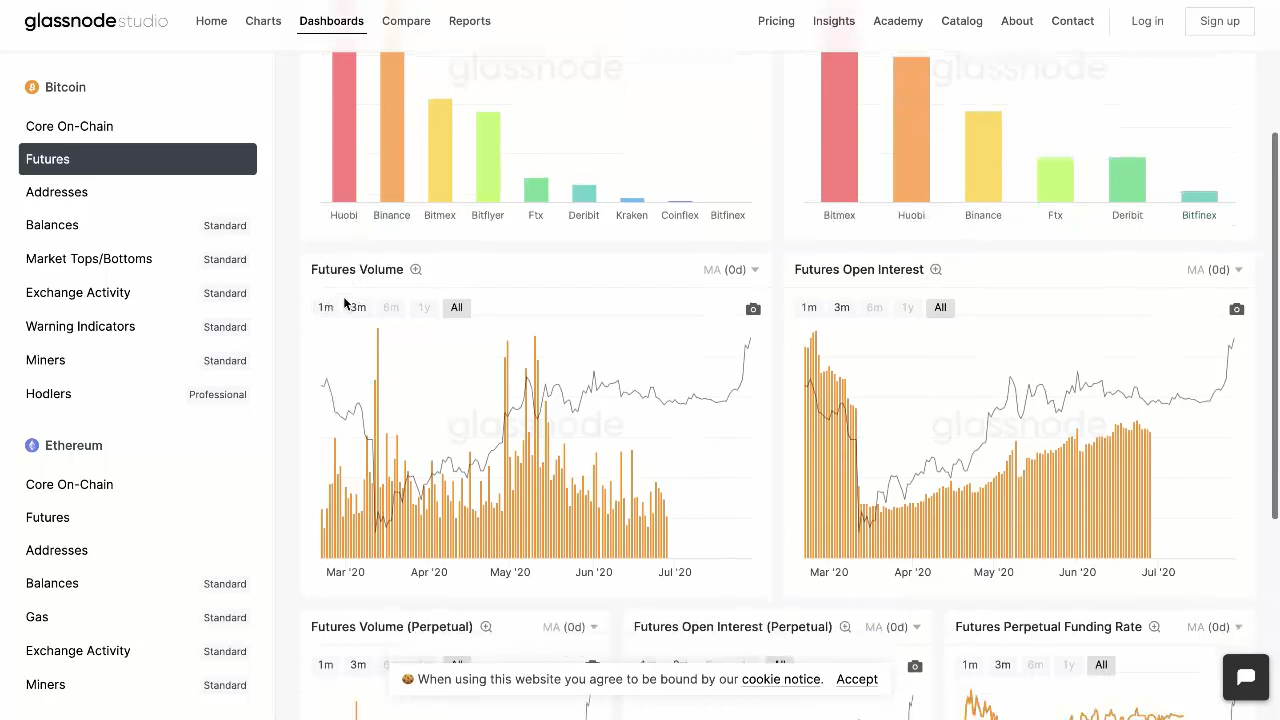 glassnode studio
Home Charts Dashboards Compare Reports
Pricing Insights Academy Catalog About Contact Log in Sign up
Bitcoin
Core On-Chain
Futures
Addresses
Balances Standard
Market Tops/Bottoms Standard
Exchange Activity Standard
Warning Indicators Standard
Miners Standard
Hodlers Professional
Ethereum
Core On-Chain
Futures
Addresses
Balances Standard
Gas Standard
Exchange Activity Standard
Miners Standard
glassnode
Huobi Binance Bitmex Bitflyer Ftx Deribit Kraken Coinflex Bitfinex
glassnode
Bitmex Huobi Binance Ftx Deribit Bitfinex
Futures Volume MA (0d)
1m 3m 6m 1y All
glassnode
Mar '20 Apr '20 May '20 Jun '20 Jul '20
Futures Open Interest MA (0d)
1m 3m 6m 1y All
glassnode
Mar '20 Apr '20 May '20 Jun '20 Jul '20
Futures Volume (Perpetual) MA (0d)
1m 3m
Futures Open Interest (Perpetual) MA (0d)
Futures Perpetual Funding Rate MA (0d)
1m 3m 6m 1y All
When using this website you agree to be bound by our cookie notice. Accept